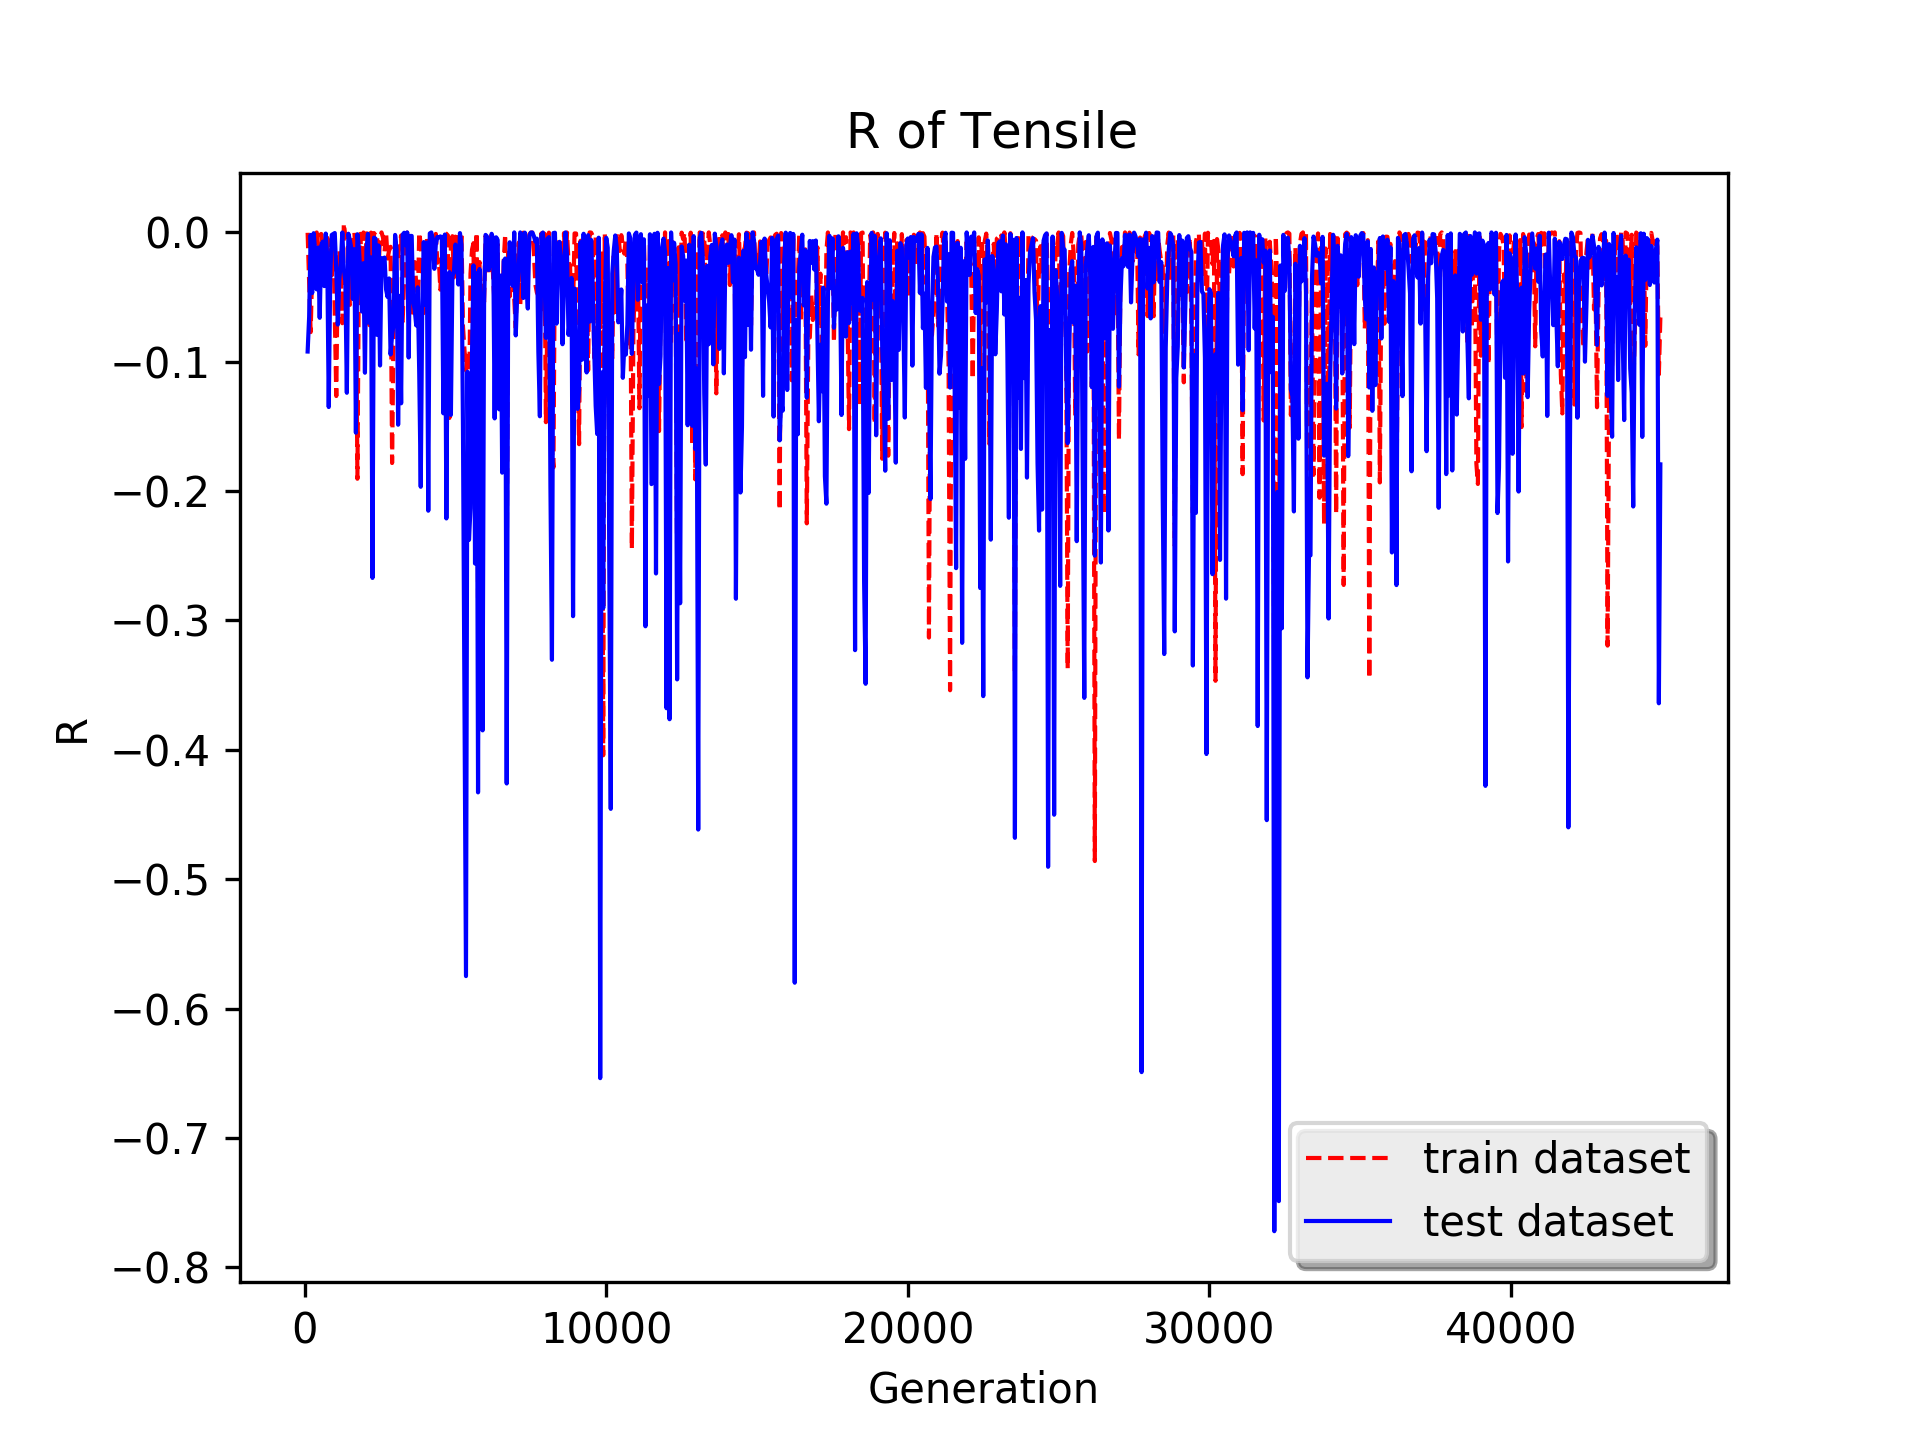 R of Tensile
0.0
−0.1
−0.2
−0.3
−0.4
−0.5
−0.6
−0.7
−0.8
R
train dataset
test dataset
0 10000 20000 30000 40000
Generation